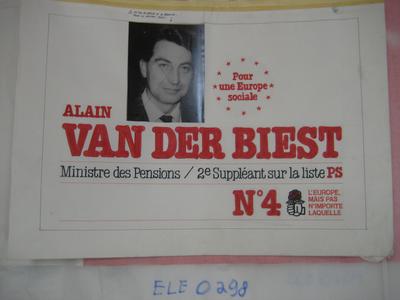 Pour
une Europe
sociale
ALAIN
VAN DER BIEST
Ministre des Pensions / 2e Suppléant sur la liste PS
N°4
L'EUROPE,
MAIS PAS
N'IMPORTE
LAQUELLE
ELE 0298